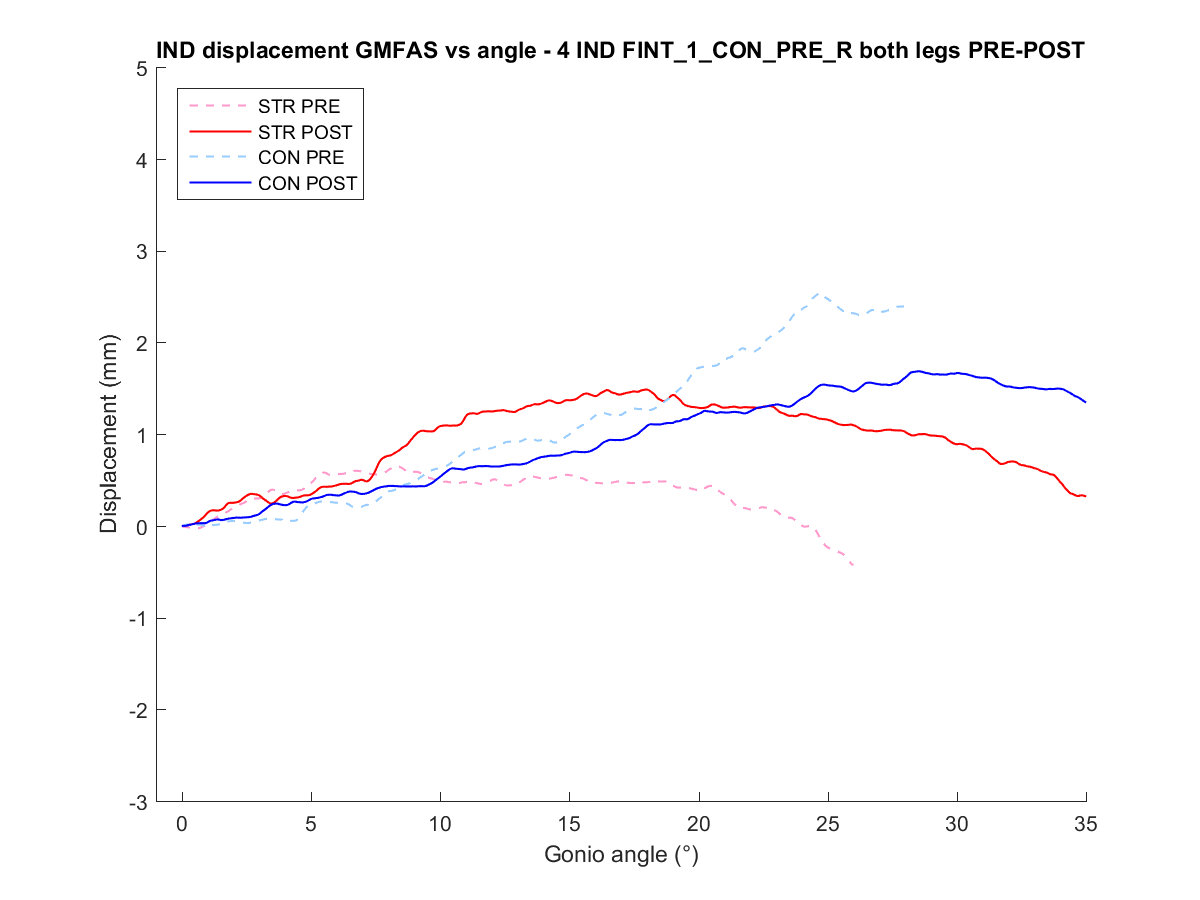 IND displacement GMFAS vs angle - 4 IND FINT_1_CON_PRE_R both legs PRE-POST
5
4
3
2
1
0
-1
-2
-3
Displacement (mm)
STR PRE
STR POST
CON PRE
CON POST
0 5 10 15 20 25 30 35
Gonio angle (°)